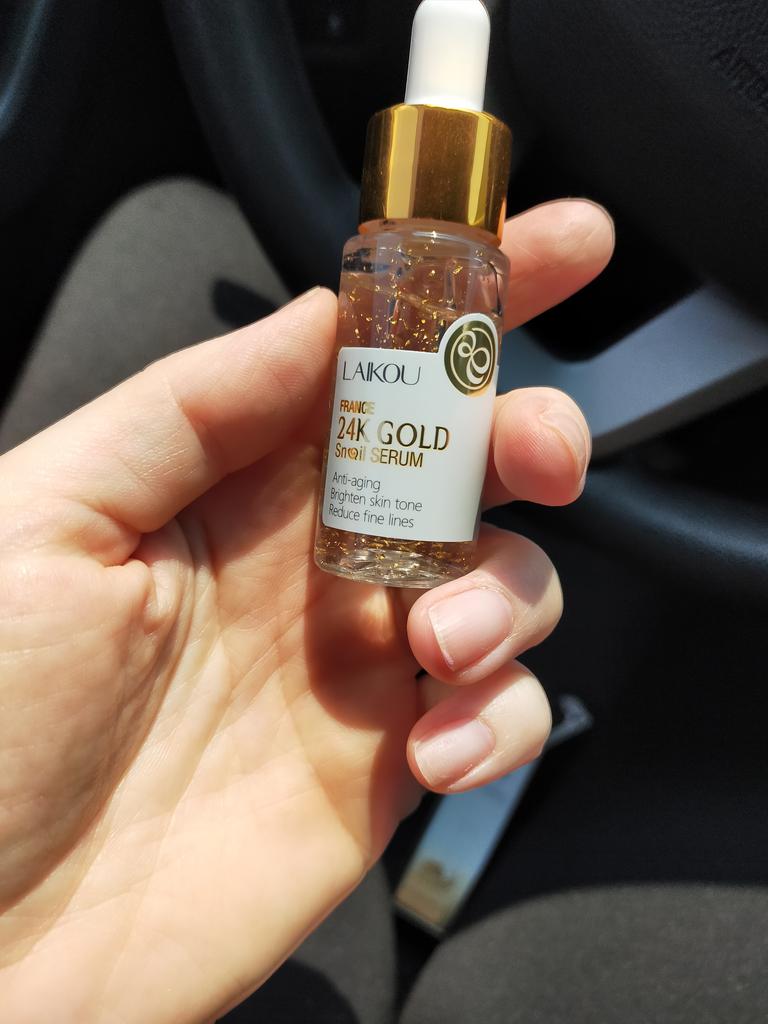 LAIKOU
FRANCE
24K GOLD
Snail SERUM
Anti-aging
Brighten skin tone
Reduce fine lines